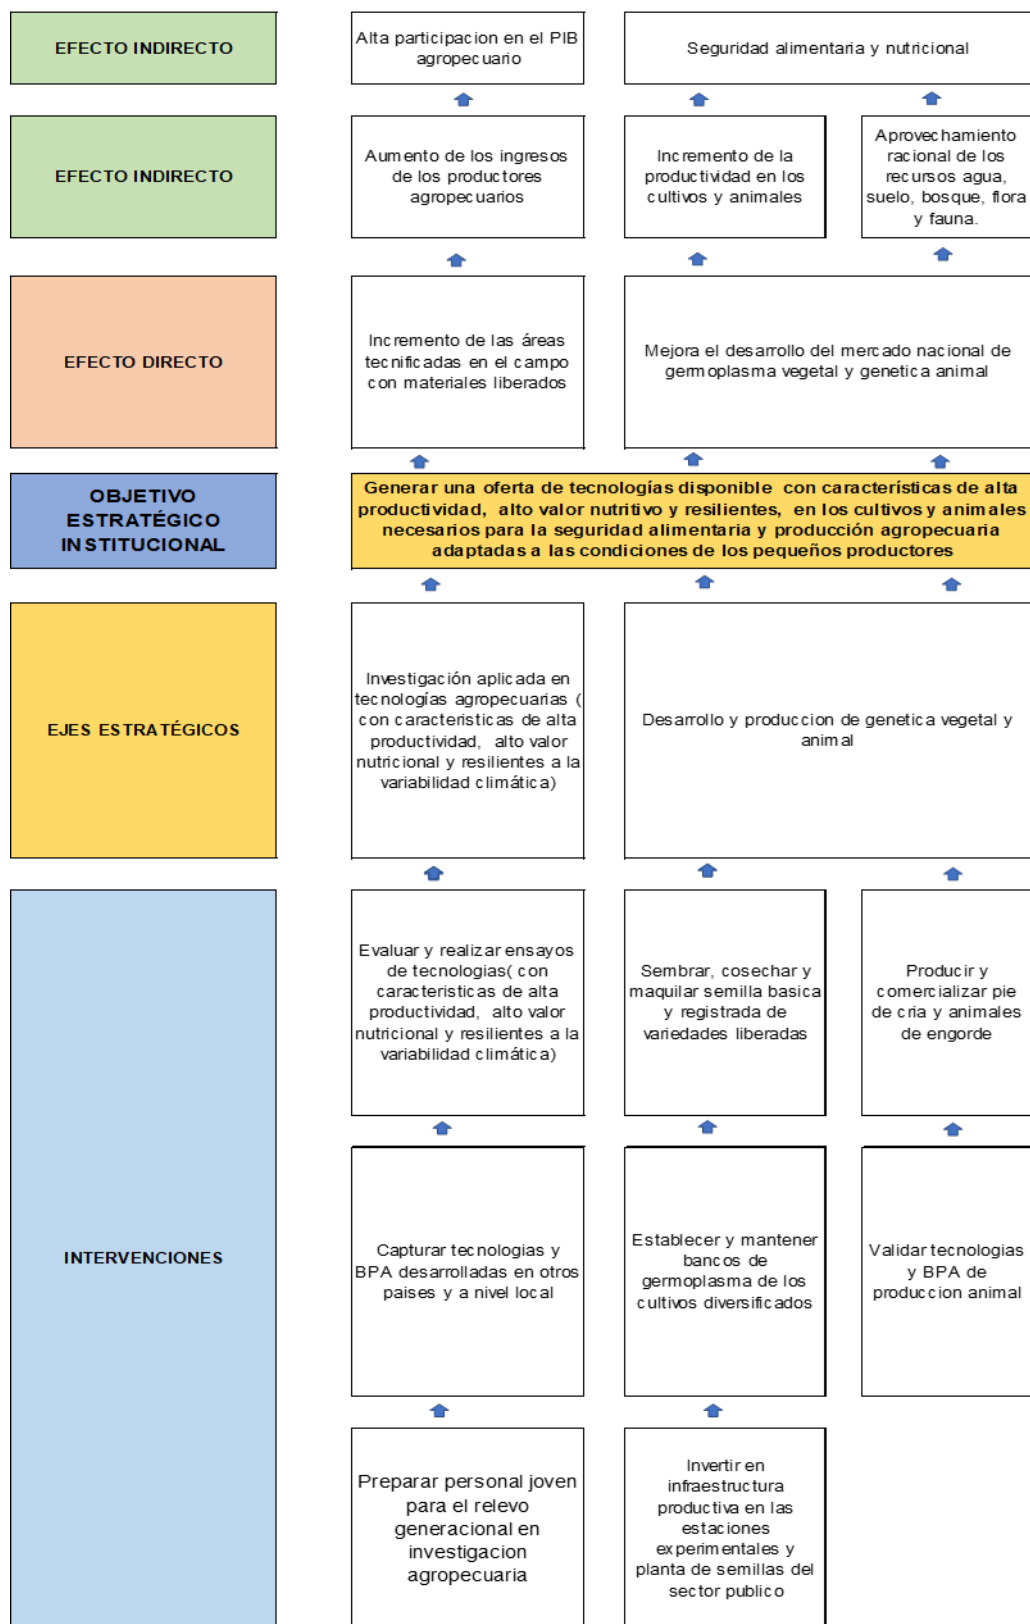 EFECTO INDIRECTO
Alta participacion en el PIB
agropecuario
Seguridad alimentaria y nutricional
EFECTO INDIRECTO
Aumento de los ingresos
de los productores
agropecuarios
Incremento de la
productividad en los
cultivos y animales
Aprovechamiento
racional de los
recursos agua,
suelo, bosque, flora
y fauna.
EFECTO DIRECTO
Incremento de las áreas
tecnificadas en el campo
con materiales liberados
Mejora el desarrollo del mercado nacional de
germoplasma vegetal y genetica animal
OBJETIVO
ESTRATÉGICO
INSTITUCIONAL
Generar una oferta de tecnologías disponible con características de alta
productividad, alto valor nutritivo y resilientes, en los cultivos y animales
necesarios para la seguridad alimentaria y producción agropecuaria
adaptadas a las condiciones de los pequeños productores
EJES ESTRATÉGICOS
Investigación aplicada en
tecnologías agropecuarias (
con caracteristicas de alta
productividad, alto valor
nutricional y resilientes a la
variabilidad climática)
Desarrollo y produccion de genetica vegetal y
animal
INTERVENCIONES
Evaluar y realizar ensayos
de tecnologias( con
caracteristicas de alta
productividad, alto valor
nutricional y resilientes a la
variabilidad climática)
Sembrar, cosechar y
maquilar semilla basica
y registrada de
variedades liberadas
Producir y
comercializar pie
de cria y animales
de engorde
Capturar tecnologias y
BPA desarrolladas en otros
paises y a nivel local
Establecer y mantener
bancos de
germoplasma de los
cultivos diversificados
Validar tecnologias
y BPA de
produccion animal
Preparar personal joven
para el relevo
generacional en
investigacion
agropecuaria
Invertir en
infraestructura
productiva en las
estaciones
experimentales y
planta de semillas del
sector publico